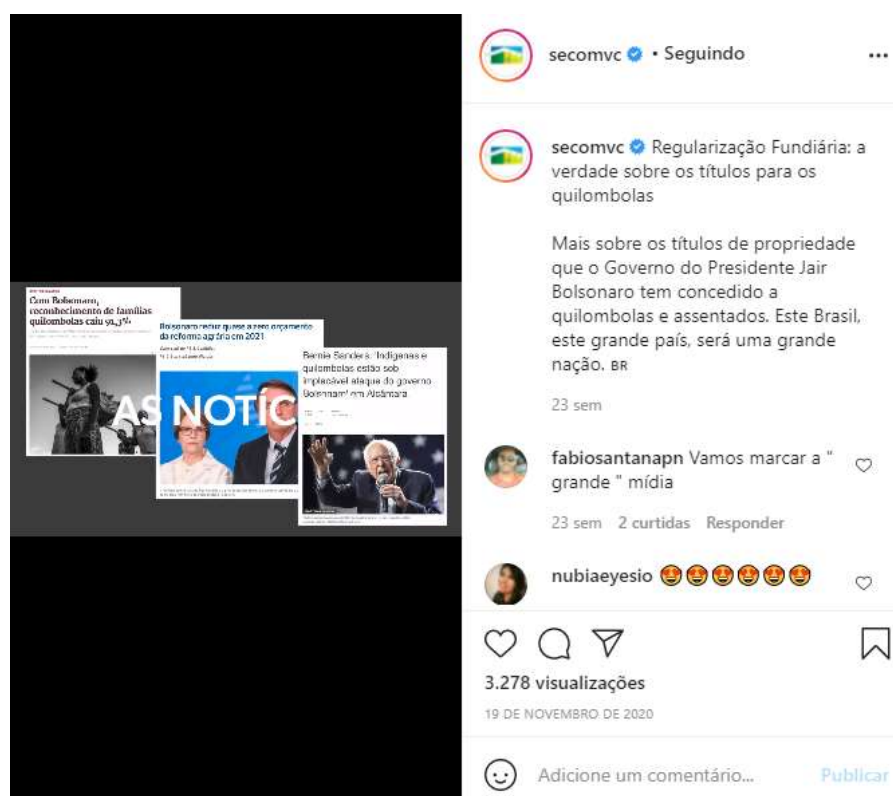 Com Bolsonaro,
reconhecimento de famílias
quilombolas caiu 91,3%
Bolsonaro reduz quase a zero orçamento
da reforma agrária em 2021
Bernie Sanders: 'Indígenas e
quilombolas estão sob
implacável ataque do governo
Bolsonaro' em Alcântara
AS NOTÍC
secomvc • Seguindo
secomvc Regularização Fundiária: a
verdade sobre os títulos para os
quilombolas
Mais sobre os títulos de propriedade
que o Governo do Presidente Jair
Bolsonaro tem concedido a
quilombolas e assentados. Este Brasil,
este grande país, será uma grande
nação. BR
23 sem
fabiosantanapn Vamos marcar a "
grande " mídia
23 sem 2 curtidas Responder
nubiaeyesio 🤩🤩🤩🤩🤩🤩
3.278 visualizações
19 DE NOVEMBRO DE 2020
Adicione um comentário... Publicar